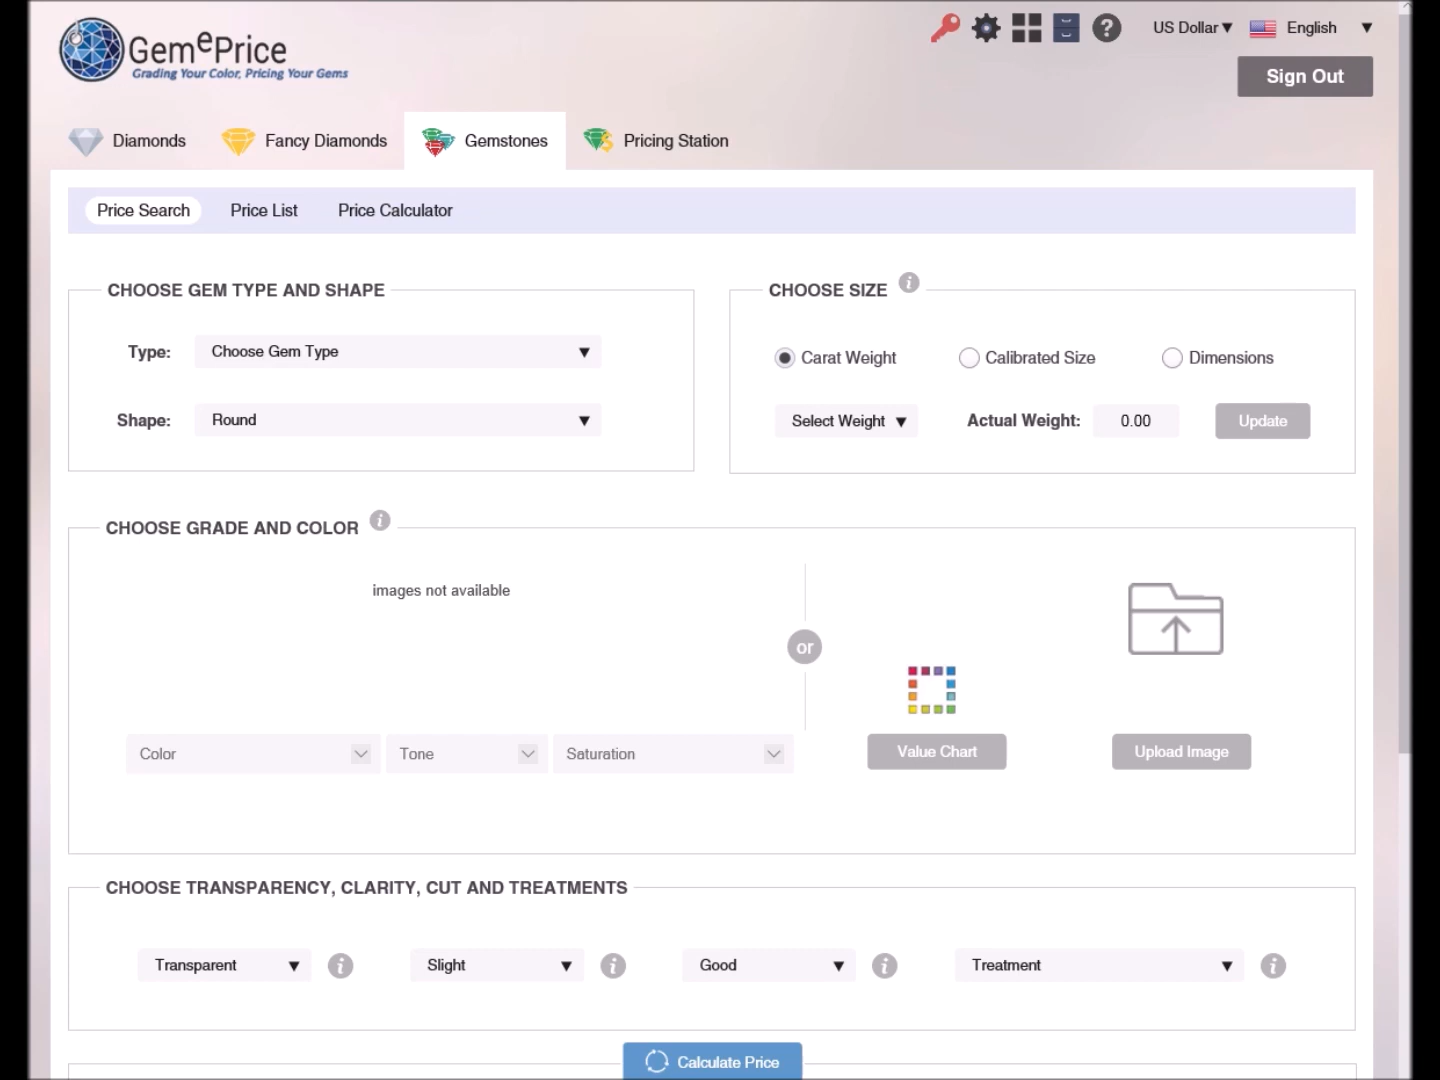 GemePrice
Grading Your Color, Pricing Your Gems
?
US Dollar▼
English ▼
Sign Out
Diamonds
Fancy Diamonds
Gemstones
Pricing Station
Price Search
Price List
Price Calculator
CHOOSE GEM TYPE AND SHAPE
Type: Choose Gem Type ▼
Shape: Round ▼
CHOOSE SIZE i
Carat Weight
Calibrated Size
Dimensions
Select Weight ▼
Actual Weight: 0.00
Update
CHOOSE GRADE AND COLOR i
images not available
or
Color
Tone
Saturation
Value Chart
Upload Image
CHOOSE TRANSPARENCY, CLARITY, CUT AND TREATMENTS
Transparent ▼ i
Slight ▼ i
Good ▼ i
Treatment ▼ i
Calculate Price